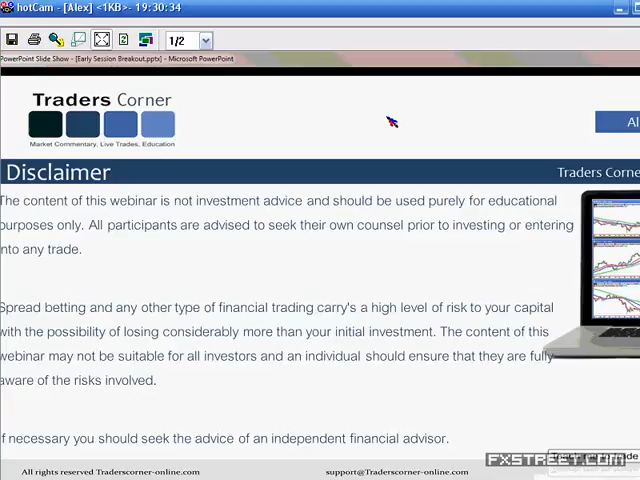 hotCam - [Alex] <1KB>- 19:30:34
1/2
PowerPoint Slide Show - [Early Session Breakout.pptx] - Microsoft PowerPoint
Traders Corner
Market Commentary, Live Trades, Education
Al
Disclaimer
Traders Corne
The content of this webinar is not investment advice and should be used purely for educational
purposes only. All participants are advised to seek their own counsel prior to investing or entering
into any trade.
Spread betting and any other type of financial trading carry's a high level of risk to your capital
with the possibility of losing considerably more than your initial investment. The content of this
webinar may not be suitable for all investors and an individual should ensure that they are fully
aware of the risks involved.
If necessary you should seek the advice of an independent financial advisor.
All rights reserved Traderscorner-online.com
support@Traderscorner-online.com
FXSTREET.COM